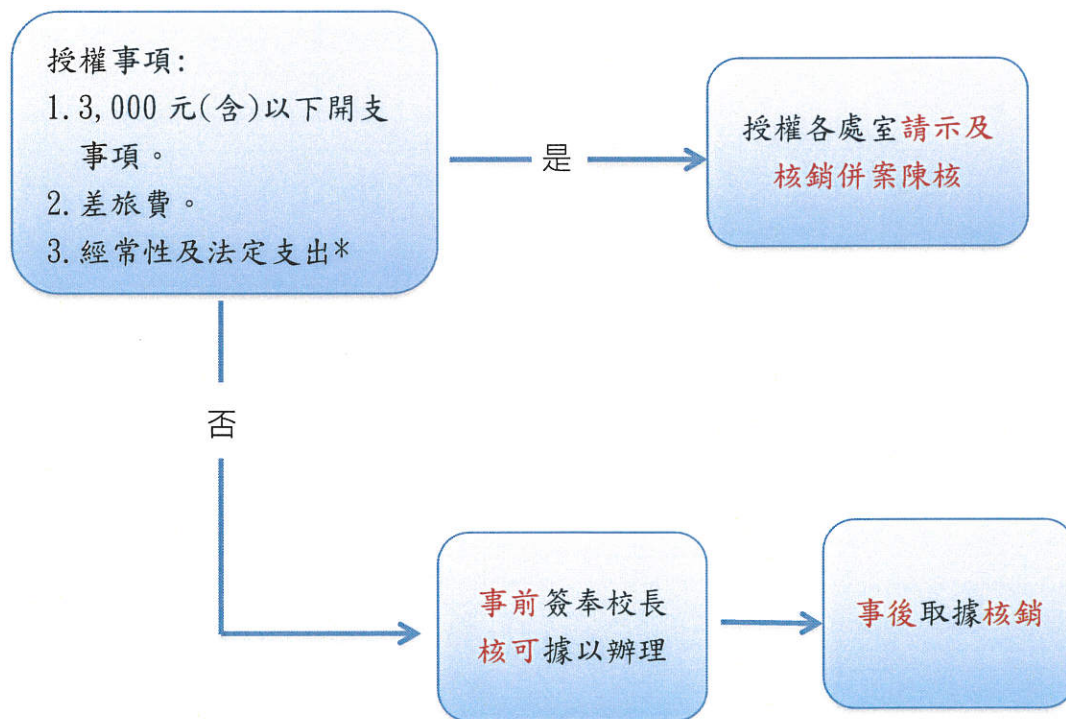 授權事項:
1.3,000 元(含)以下開支
事項。
2.差旅費。
3.經常性及法定支出*
是
授權各處室請示及
核銷併案陳核
否
事前簽奉校長
核可據以辦理
事後取據核銷